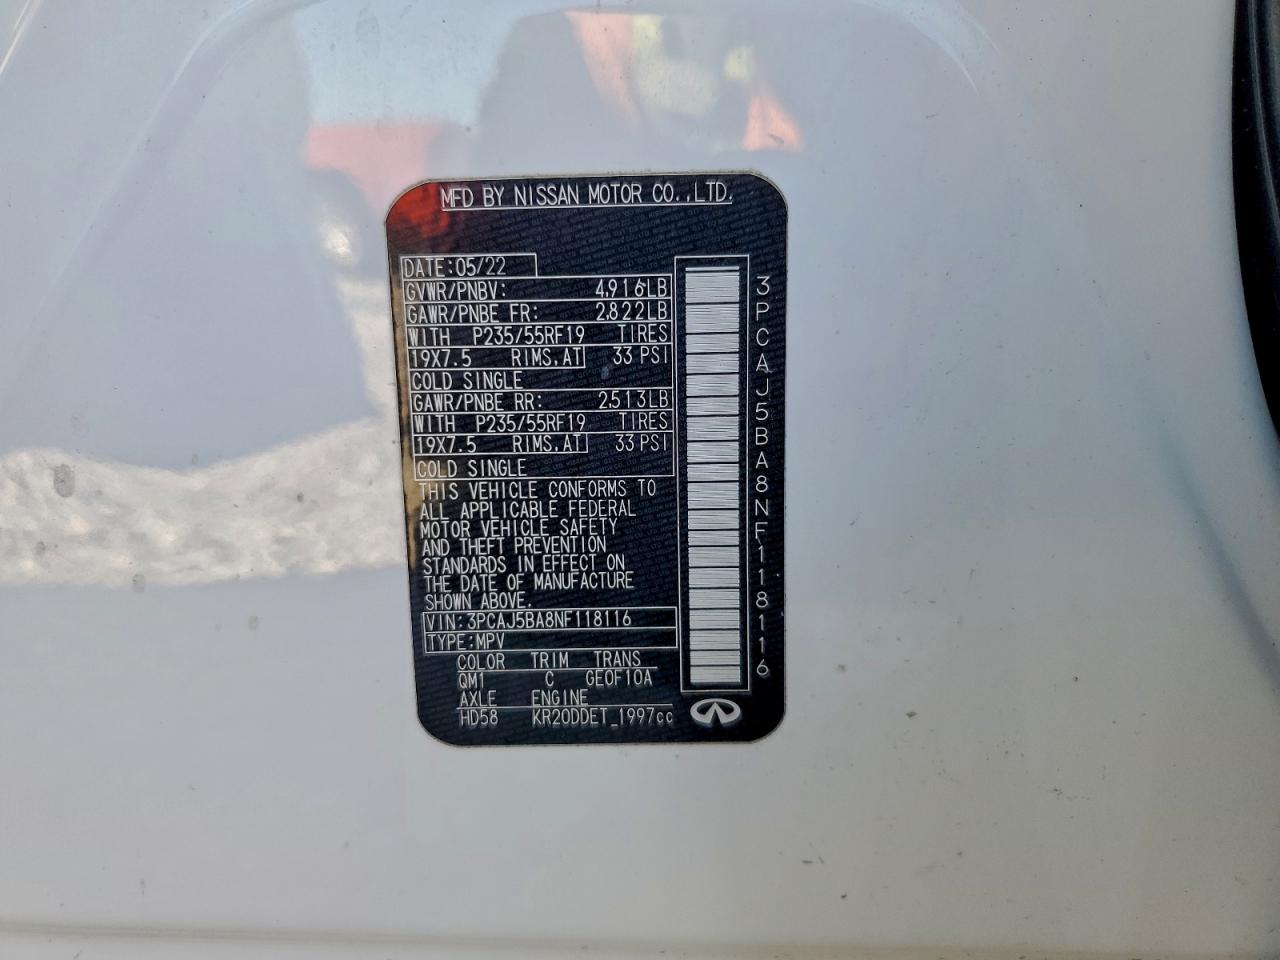 MFD BY NISSAN MOTOR CO.,LTD.
DATE:05/22
GVWR/PNBV: 4,916LB
GAWR/PNBE FR: 2,822LB
WITH P235/55RF19 TIRES
19X7.5 RIMS,AT 33 PSI
COLD SINGLE
GAWR/PNBE RR: 2,513LB
WITH P235/55RF19 TIRES
19X7.5 RIMS,AT 33 PSI
COLD SINGLE
THIS VEHICLE CONFORMS TO
ALL APPLICABLE FEDERAL
MOTOR VEHICLE SAFETY
AND THEFT PREVENTION
STANDARDS IN EFFECT ON
THE DATE OF MANUFACTURE
SHOWN ABOVE.
VIN:3PCAJ5BA8NF118116
TYPE:MPV
COLOR TRIM TRANS
QM1 C GE0F10A
AXLE ENGINE
HD58 KR20DDET_1997cc
3PCAJ5BA8NF118116